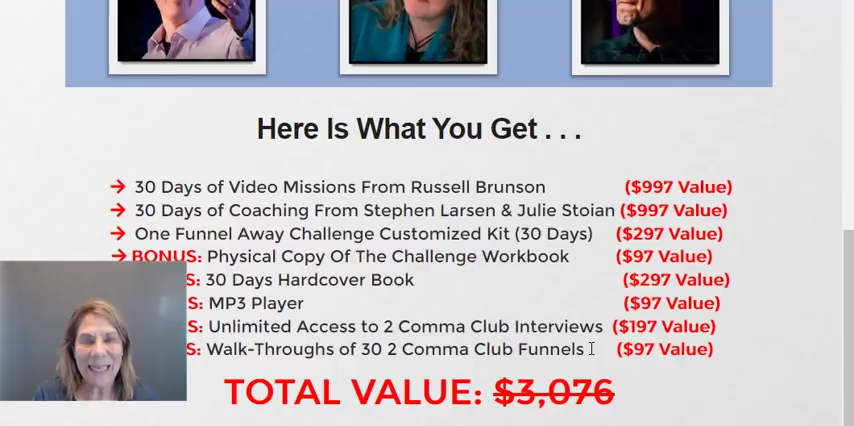 Here Is What You Get . . .
→ 30 Days of Video Missions From Russell Brunson ($997 Value)
→ 30 Days of Coaching From Stephen Larsen & Julie Stoian ($997 Value)
→ One Funnel Away Challenge Customized Kit (30 Days) ($297 Value)
→ BONUS: Physical Copy Of The Challenge Workbook ($97 Value)
S: 30 Days Hardcover Book ($297 Value)
S: MP3 Player ($97 Value)
S: Unlimited Access to 2 Comma Club Interviews ($197 Value)
S: Walk-Throughs of 30 2 Comma Club Funnels ($97 Value)
TOTAL VALUE: $3,076